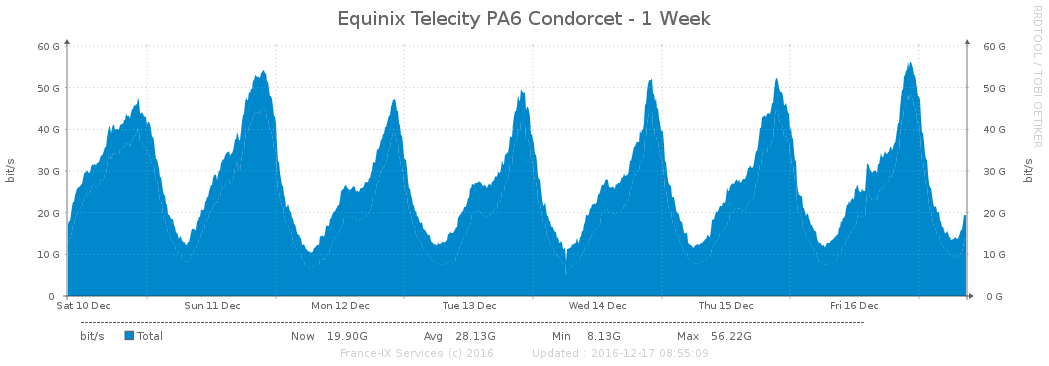 Equinix Telecity PA6 Condorcet - 1 Week
RRDTOOL / TOBI OETIKER
60 G 60 G
50 G 50 G
40 G 40 G
30 G 30 G
20 G 20 G
10 G 10 G
0 0 G
bit/s
bit/s
Sat 10 Dec Sun 11 Dec Mon 12 Dec Tue 13 Dec Wed 14 Dec Thu 15 Dec Fri 16 Dec
bit/s Total Now 19.90G Avg 28.13G Min 8.13G Max 56.22G
France-IX Services (c) 2016 Updated : 2016-12-17 08:55:09